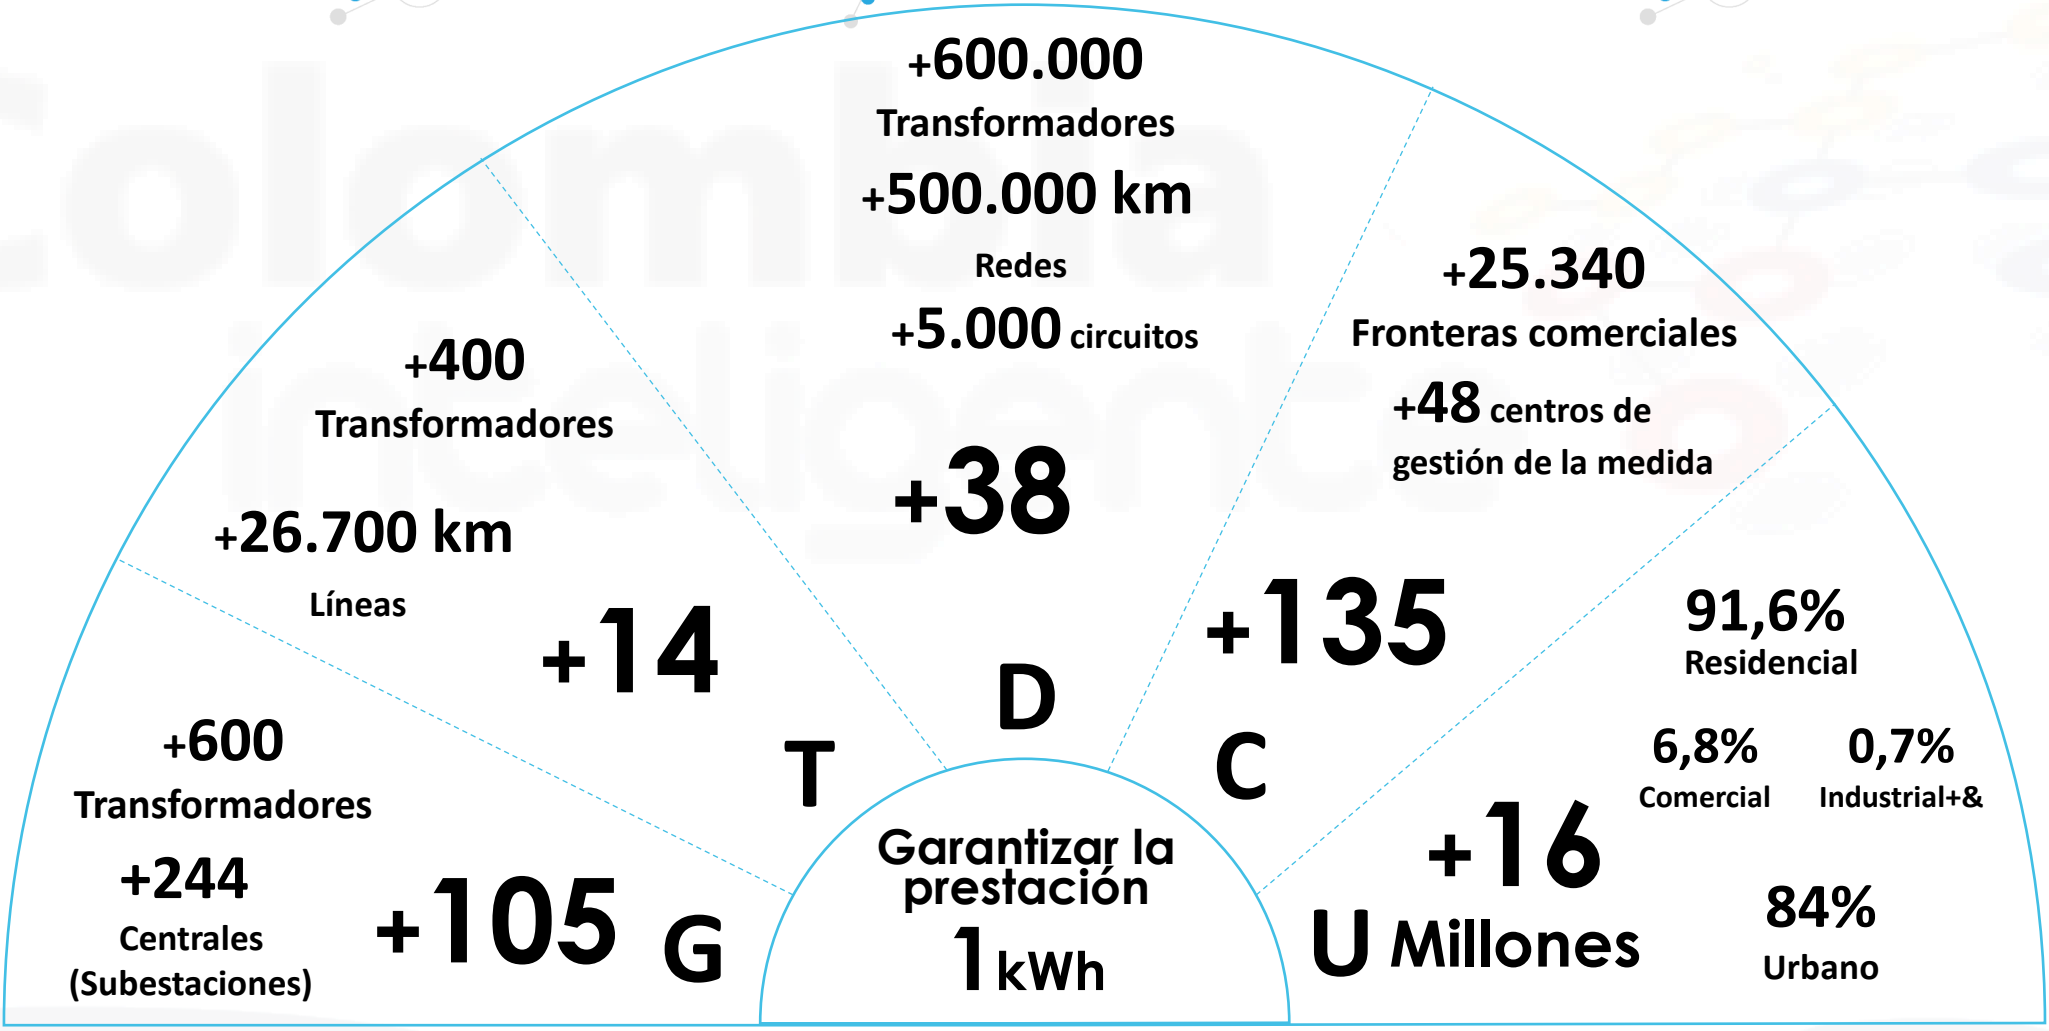 +600
Transformadores
+244
Centrales
(Subestaciones)
+105
G
+400
Transformadores
+26.700 km
Líneas
+14
T
+600.000
Transformadores
+500.000 km
Redes
+5.000 circuitos
+38
D
+25.340
Fronteras comerciales
+48 centros de
gestión de la medida
+135
C
91,6%
Residencial
6,8%
Comercial
0,7%
Industrial+&
+16
U Millones
84%
Urbano
Garantizar la
prestación
1 kWh
Colombia
inteligente